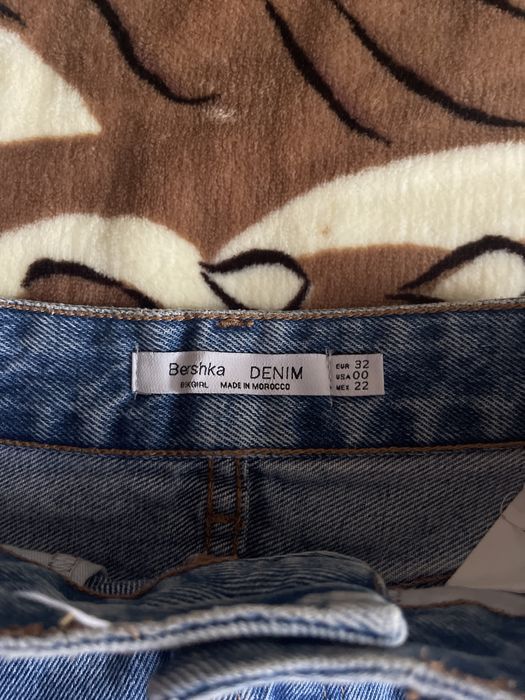 Bershka DENIM
BSKGIRL MADE IN MOROCCO
EUR 32
USA 00
MEX 22